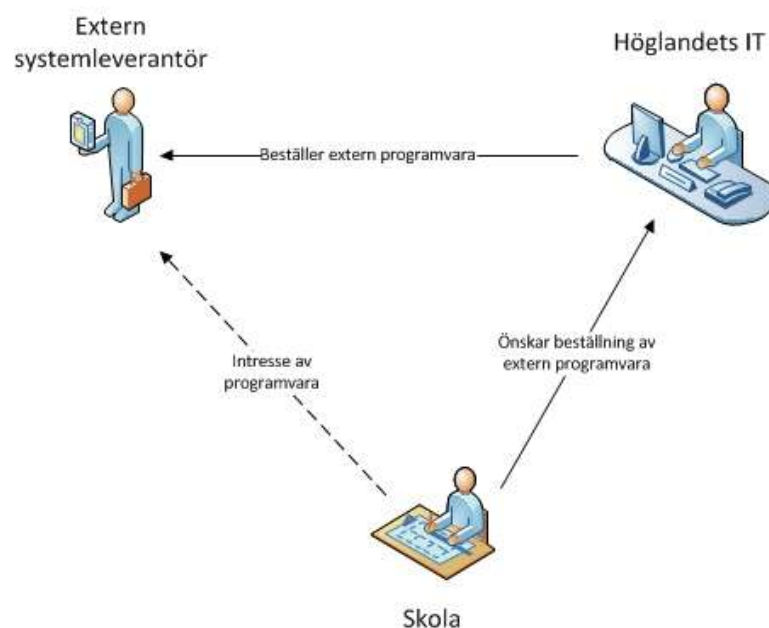 Extern
systemleverantör
Höglandets IT
Beställer extern programvara
Intresse av
programvara
Önskar beställning av
extern programvara
Skola